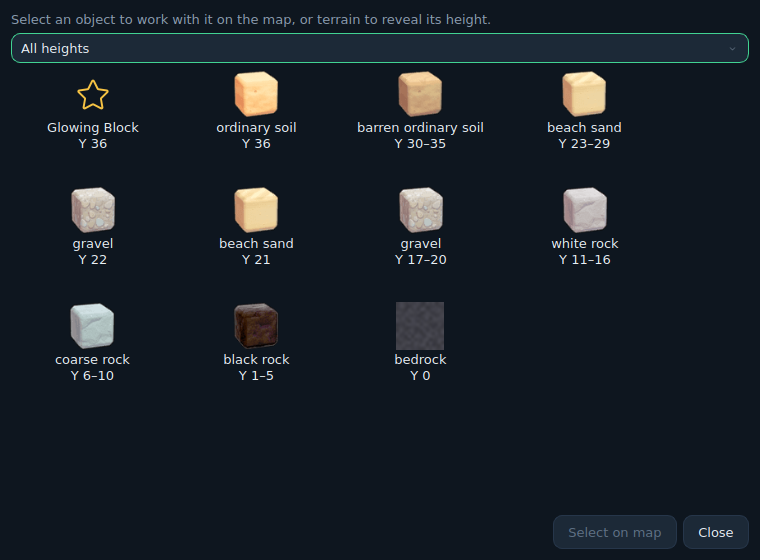 Select an object to work with it on the map, or terrain to reveal its height.
All heights
Glowing Block
Y 36
ordinary soil
Y 36
barren ordinary soil
Y 30–35
beach sand
Y 23–29
gravel
Y 22
beach sand
Y 21
gravel
Y 17–20
white rock
Y 11–16
coarse rock
Y 6–10
black rock
Y 1–5
bedrock
Y 0
Select on map
Close